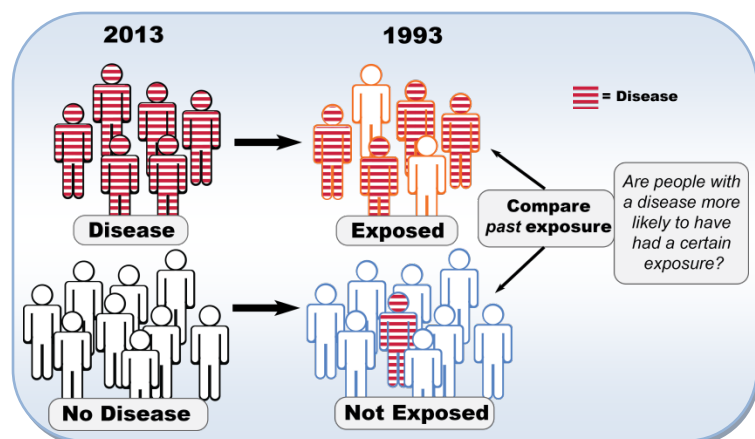 2013
1993
= Disease
Disease
Exposed
Compare
past exposure
Are people with
a disease more
likely to have
had a certain
exposure?
No Disease
Not Exposed